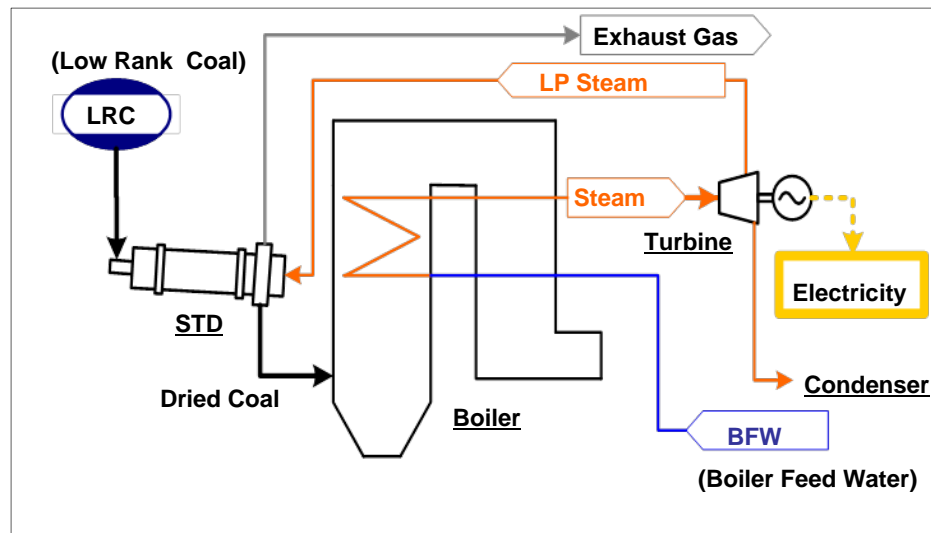 Exhaust Gas
(Low Rank Coal)
LP Steam
LRC
Steam
Turbine
Electricity
STD
Dried Coal
Condenser
Boiler
BFW
(Boiler Feed Water)